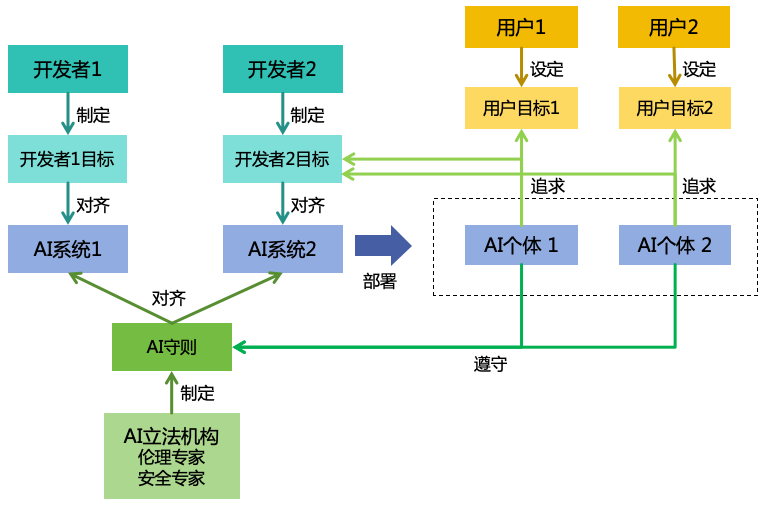 用户1
用户2
开发者1
开发者2
设定
设定
制定
制定
用户目标1
用户目标2
开发者1目标
开发者2目标
追求
追求
对齐
对齐
AI系统1
AI系统2
AI个体 1
AI个体 2
部署
对齐
AI守则
遵守
制定
AI立法机构
伦理专家
安全专家